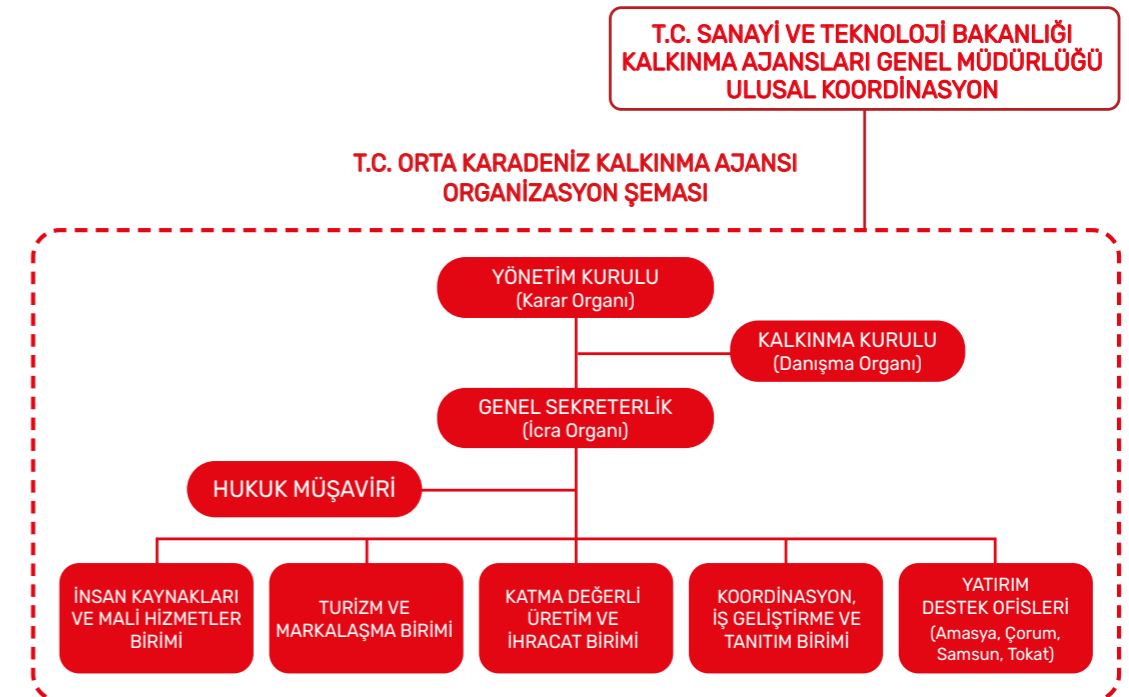 T.C. SANAYİ VE TEKNOLOJİ BAKANLIĞI
KALKINMA AJANSLARI GENEL MÜDÜRLÜĞÜ
ULUSAL KOORDİNASYON
T.C. ORTA KARADENİZ KALKINMA AJANSI
ORGANİZASYON ŞEMASI
YÖNETİM KURULU
(Karar Organı)
KALKINMA KURULU
(Danışma Organı)
GENEL SEKRETERLİK
(İcra Organı)
HUKUK MÜŞAVİRİ
İNSAN KAYNAKLARI
VE MALİ HİZMETLER
BİRİMİ
TURİZM VE
MARKALAŞMA BİRİMİ
KATMA DEĞERLİ
ÜRETİM VE
İHRACAT BİRİMİ
KOORDİNASYON,
İŞ GELİŞTİRME VE
TANITIM BİRİMİ
YATIRIM
DESTEK OFİSLERİ
(Amasya, Çorum,
Samsun, Tokat)